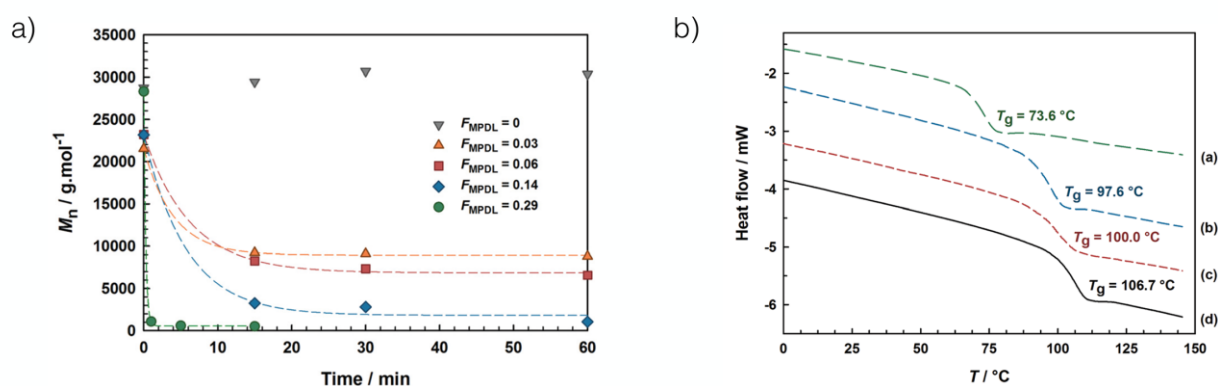 a)
35000
30000
25000
20000
15000
10000
5000
0
Mn / g.mol-1
FMPDL = 0
FMPDL = 0.03
FMPDL = 0.06
FMPDL = 0.14
FMPDL = 0.29
0 10 20 30 40 50 60
Time / min
b)
-2
-3
-4
-5
-6
Heat flow / mW
Tg = 73.6 °C
(a)
Tg = 97.6 °C
(b)
Tg = 100.0 °C
(c)
Tg = 106.7 °C
(d)
0 25 50 75 100 125 150
T / °C